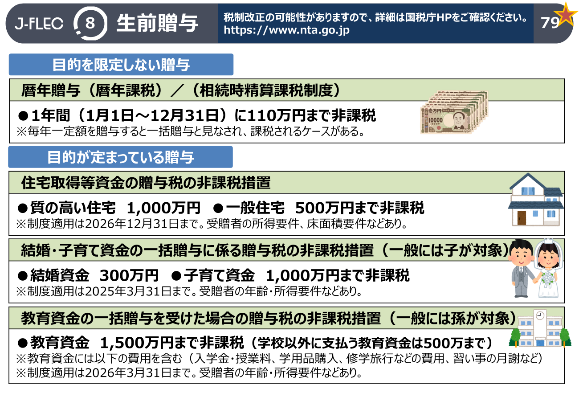 J-FLEC 8 生前贈与 税制改正の可能性がありますので、詳細は国税庁HPをご確認ください。 79
https://www.nta.go.jp
目的を限定しない贈与
暦年贈与（暦年課税）／（相続時精算課税制度）
●1年間（1月1日～12月31日）に110万円まで非課税
※毎年一定額を贈与すると一括贈与と見なされ、課税されるケースがある。
目的が定まっている贈与
住宅取得等資金の贈与税の非課税措置
●質の高い住宅 1,000万円 ●一般住宅 500万円まで非課税
※制度適用は2026年12月31日まで。受贈者の所得要件、床面積要件などあり。
結婚・子育て資金の一括贈与に係る贈与税の非課税措置（一般には子が対象）
●結婚資金 300万円 ●子育て資金 1,000万円まで非課税
※制度適用は2025年3月31日まで。受贈者の年齢・所得要件などあり。
教育資金の一括贈与を受けた場合の贈与税の非課税措置（一般には孫が対象）
●教育資金 1,500万円まで非課税（学校以外に支払う教育資金は500万まで）
※教育資金には以下の費用を含む（入学金・授業料、学用品購入、修学旅行などの費用、習い事の月謝など）
※制度適用は2026年3月31日まで。受贈者の年齢・所得要件などあり。